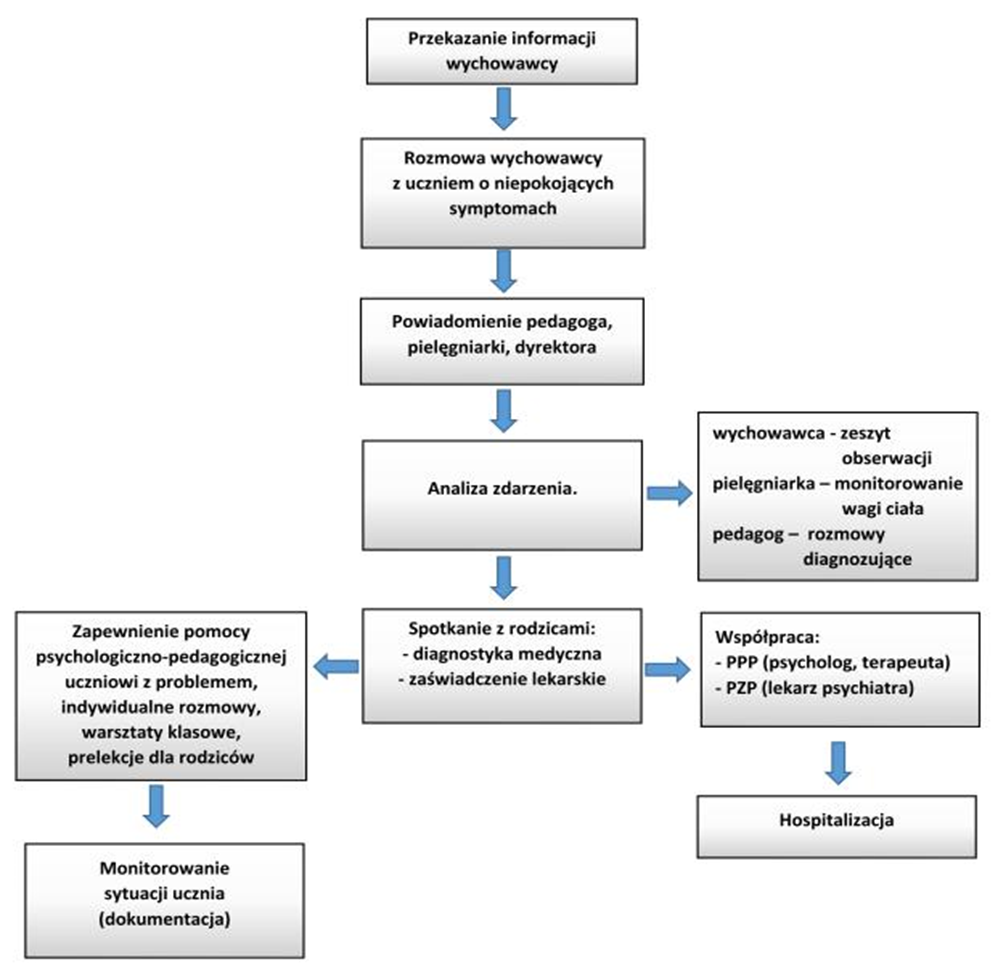 Przekazanie informacji
wychowawcy
Rozmowa wychowawcy
z uczniem o niepokojących
symptomach
Powiadomienie pedagoga,
pielęgniarki, dyrektora
Analiza zdarzenia.
wychowawca - zeszyt
obserwacji
pielęgniarka – monitorowanie
wagi ciała
pedagog – rozmowy
diagnozujące
Spotkanie z rodzicami:
- diagnostyka medyczna
- zaświadczenie lekarskie
Zapewnienie pomocy
psychologiczno-pedagogicznej
uczniowi z problemem,
indywidualne rozmowy,
warsztaty klasowe,
prelekcje dla rodziców
Współpraca:
- PPP (psycholog, terapeuta)
- PZP (lekarz psychiatra)
Hospitalizacja
Monitorowanie
sytuacji ucznia
(dokumentacja)